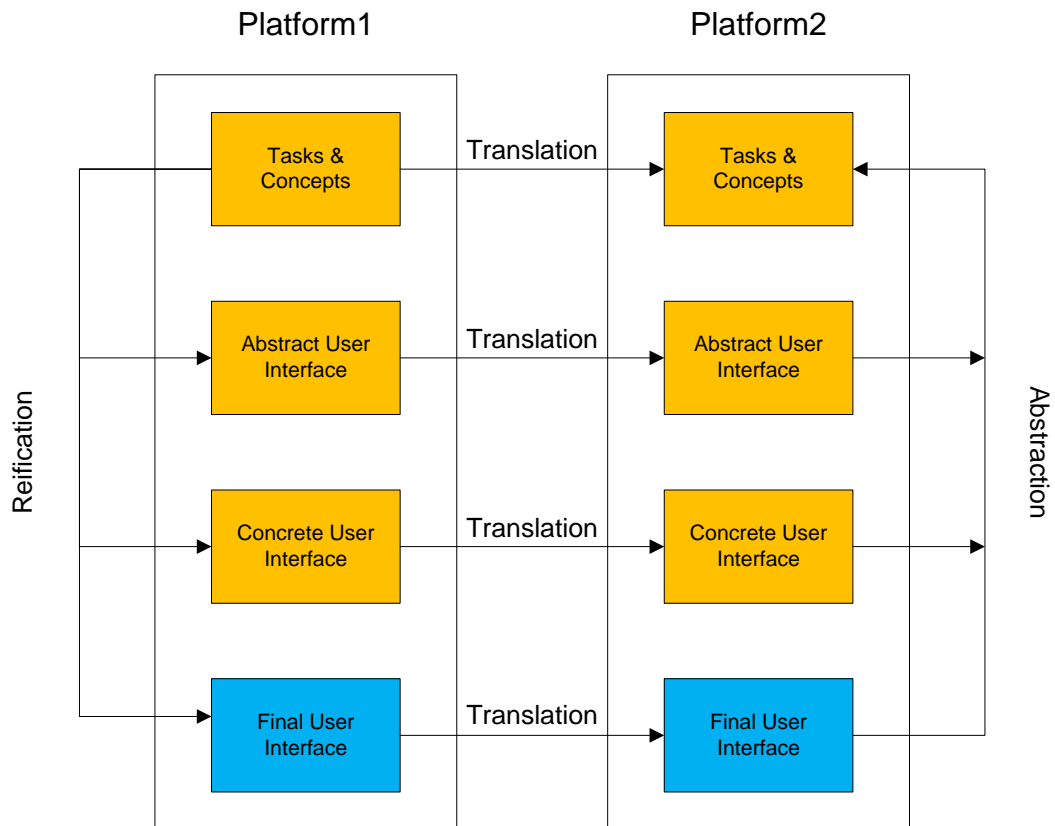 Platform1
Platform2
Tasks &
Concepts
Translation
Tasks &
Concepts
Abstract User
Interface
Translation
Abstract User
Interface
Reification
Abstraction
Concrete User
Interface
Translation
Concrete User
Interface
Final User
Interface
Translation
Final User
Interface